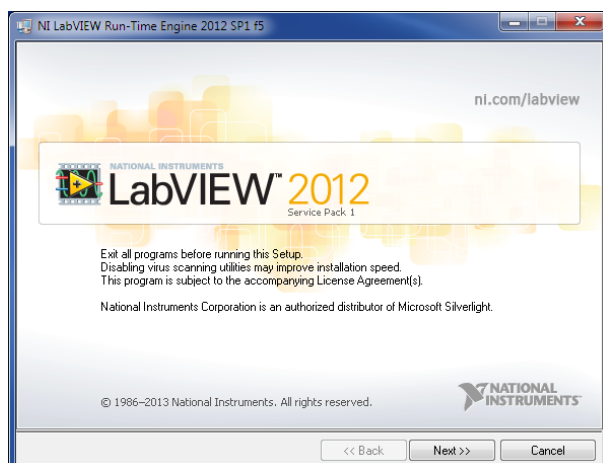 NI LabVIEW Run-Time Engine 2012 SP1 f5
ni.com/labview
NATIONAL INSTRUMENTS
LabVIEW™ 2012
Service Pack 1
Exit all programs before running this Setup.
Disabling virus scanning utilities may improve installation speed.
This program is subject to the accompanying License Agreement(s).
National Instruments Corporation is an authorized distributor of Microsoft Silverlight.
© 1986–2013 National Instruments. All rights reserved.
NATIONAL
INSTRUMENTS™
<< Back Next >> Cancel